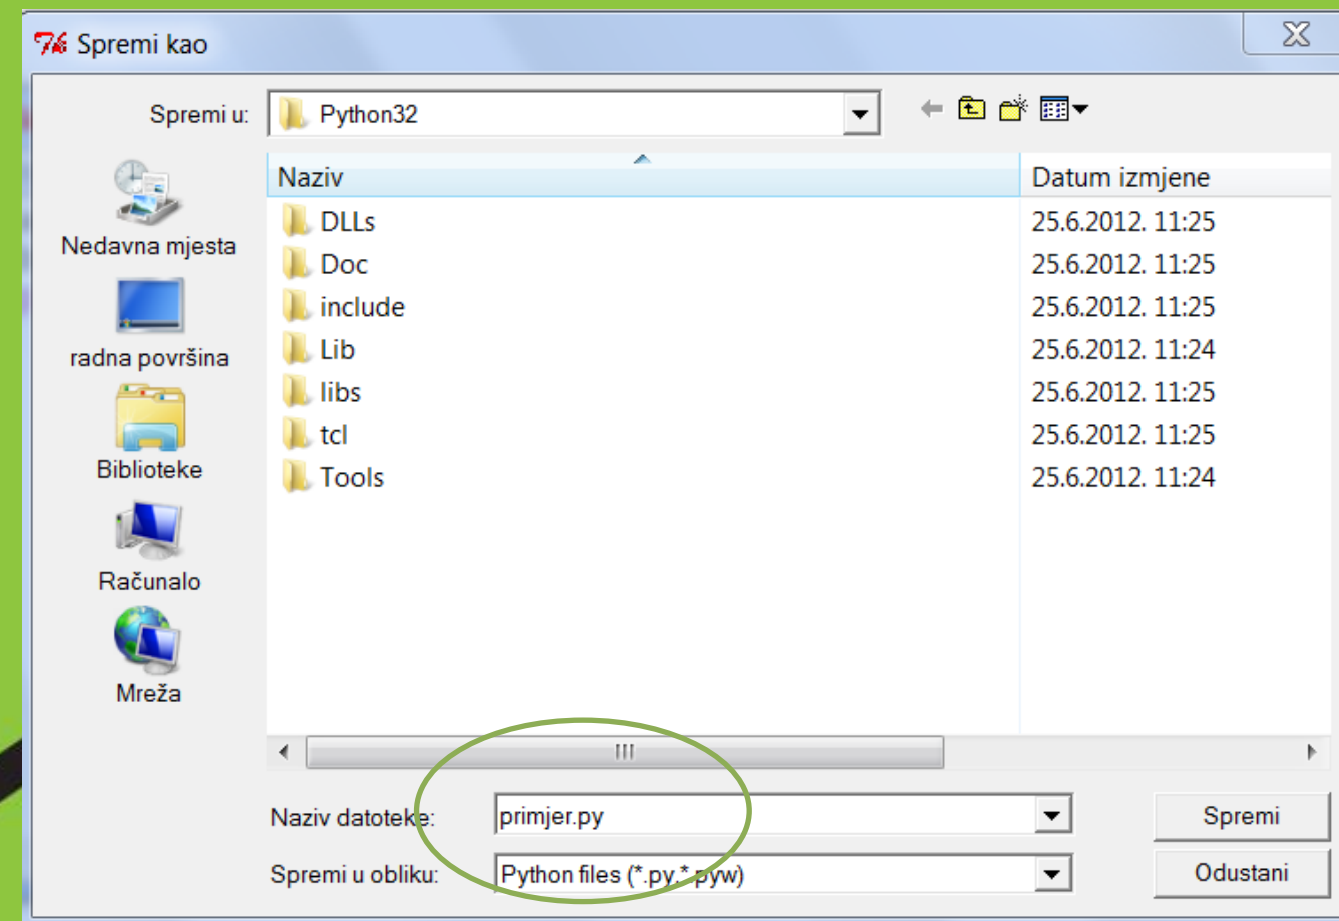 Spremi kao
Spremi u: Python32
Naziv Datum izmjene
DLLs 25.6.2012. 11:25
Doc 25.6.2012. 11:25
include 25.6.2012. 11:25
Lib 25.6.2012. 11:24
libs 25.6.2012. 11:25
tcl 25.6.2012. 11:25
Tools 25.6.2012. 11:24
Nedavna mjesta
radna površina
Biblioteke
Računalo
Mreža
Naziv datoteke: primjer.py Spremi
Spremi u obliku: Python files (*.py,*.pyw) Odustani